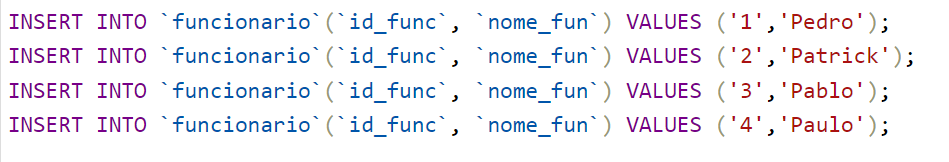 INSERT INTO `funcionario`(`id_func`, `nome_fun`) VALUES ('1','Pedro');
INSERT INTO `funcionario`(`id_func`, `nome_fun`) VALUES ('2','Patrick');
INSERT INTO `funcionario`(`id_func`, `nome_fun`) VALUES ('3','Pablo');
INSERT INTO `funcionario`(`id_func`, `nome_fun`) VALUES ('4','Paulo');